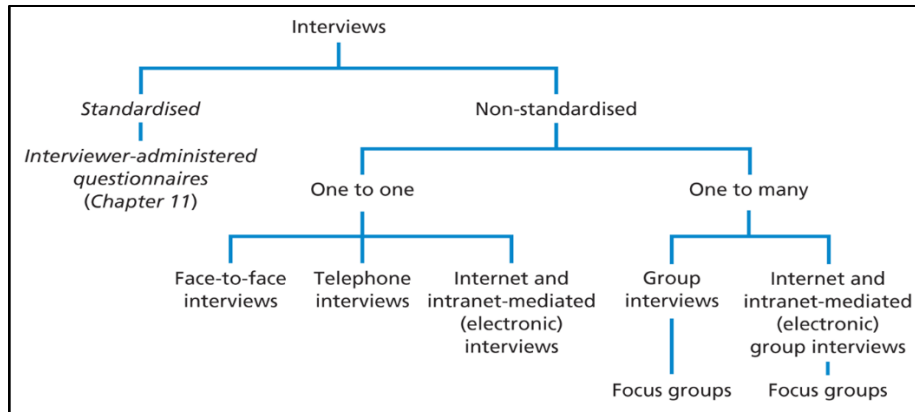 Interviews
Standardised
Non-standardised
Interviewer-administered
questionnaires
(Chapter 11)
One to one
One to many
Face-to-face
interviews
Telephone
interviews
Internet and
intranet-mediated
(electronic)
interviews
Group
interviews
Internet and
intranet-mediated
(electronic)
group interviews
Focus groups
Focus groups